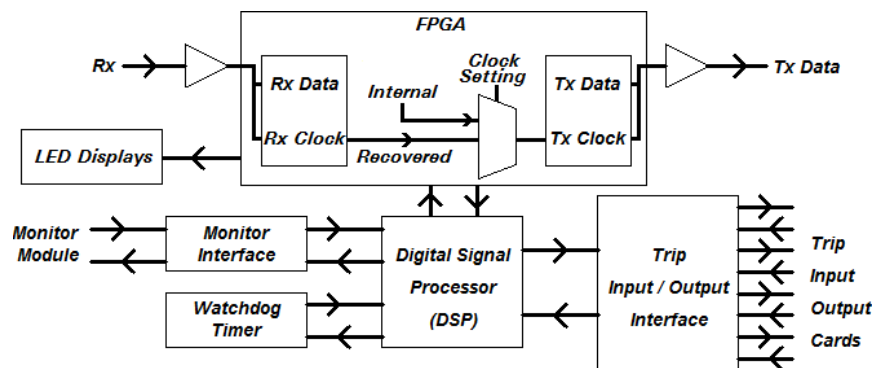 FPGA
Rx
Rx Data
Rx Clock
Internal
Recovered
Clock
Setting
Tx Data
Tx Clock
Tx Data
LED Displays
Monitor
Module
Monitor
Interface
Watchdog
Timer
Digital Signal
Processor
(DSP)
Trip
Input / Output
Interface
Trip
Input
Output
Cards